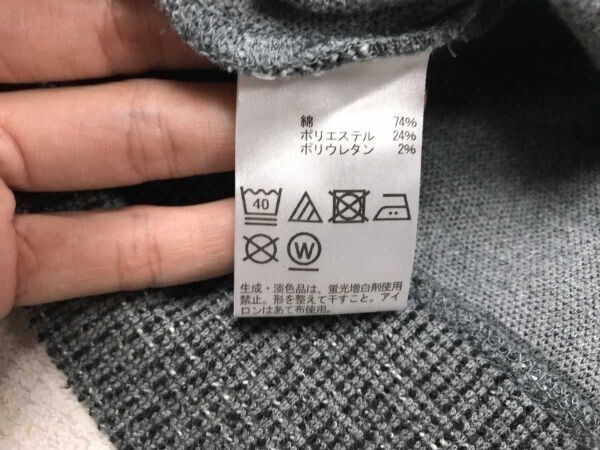 綿 74%
ポリエステル 24%
ポリウレタン 2%
40
W
生成・淡色品は、蛍光増白剤使用
禁止。形を整えて干すこと。アイ
ロンはあて布使用。